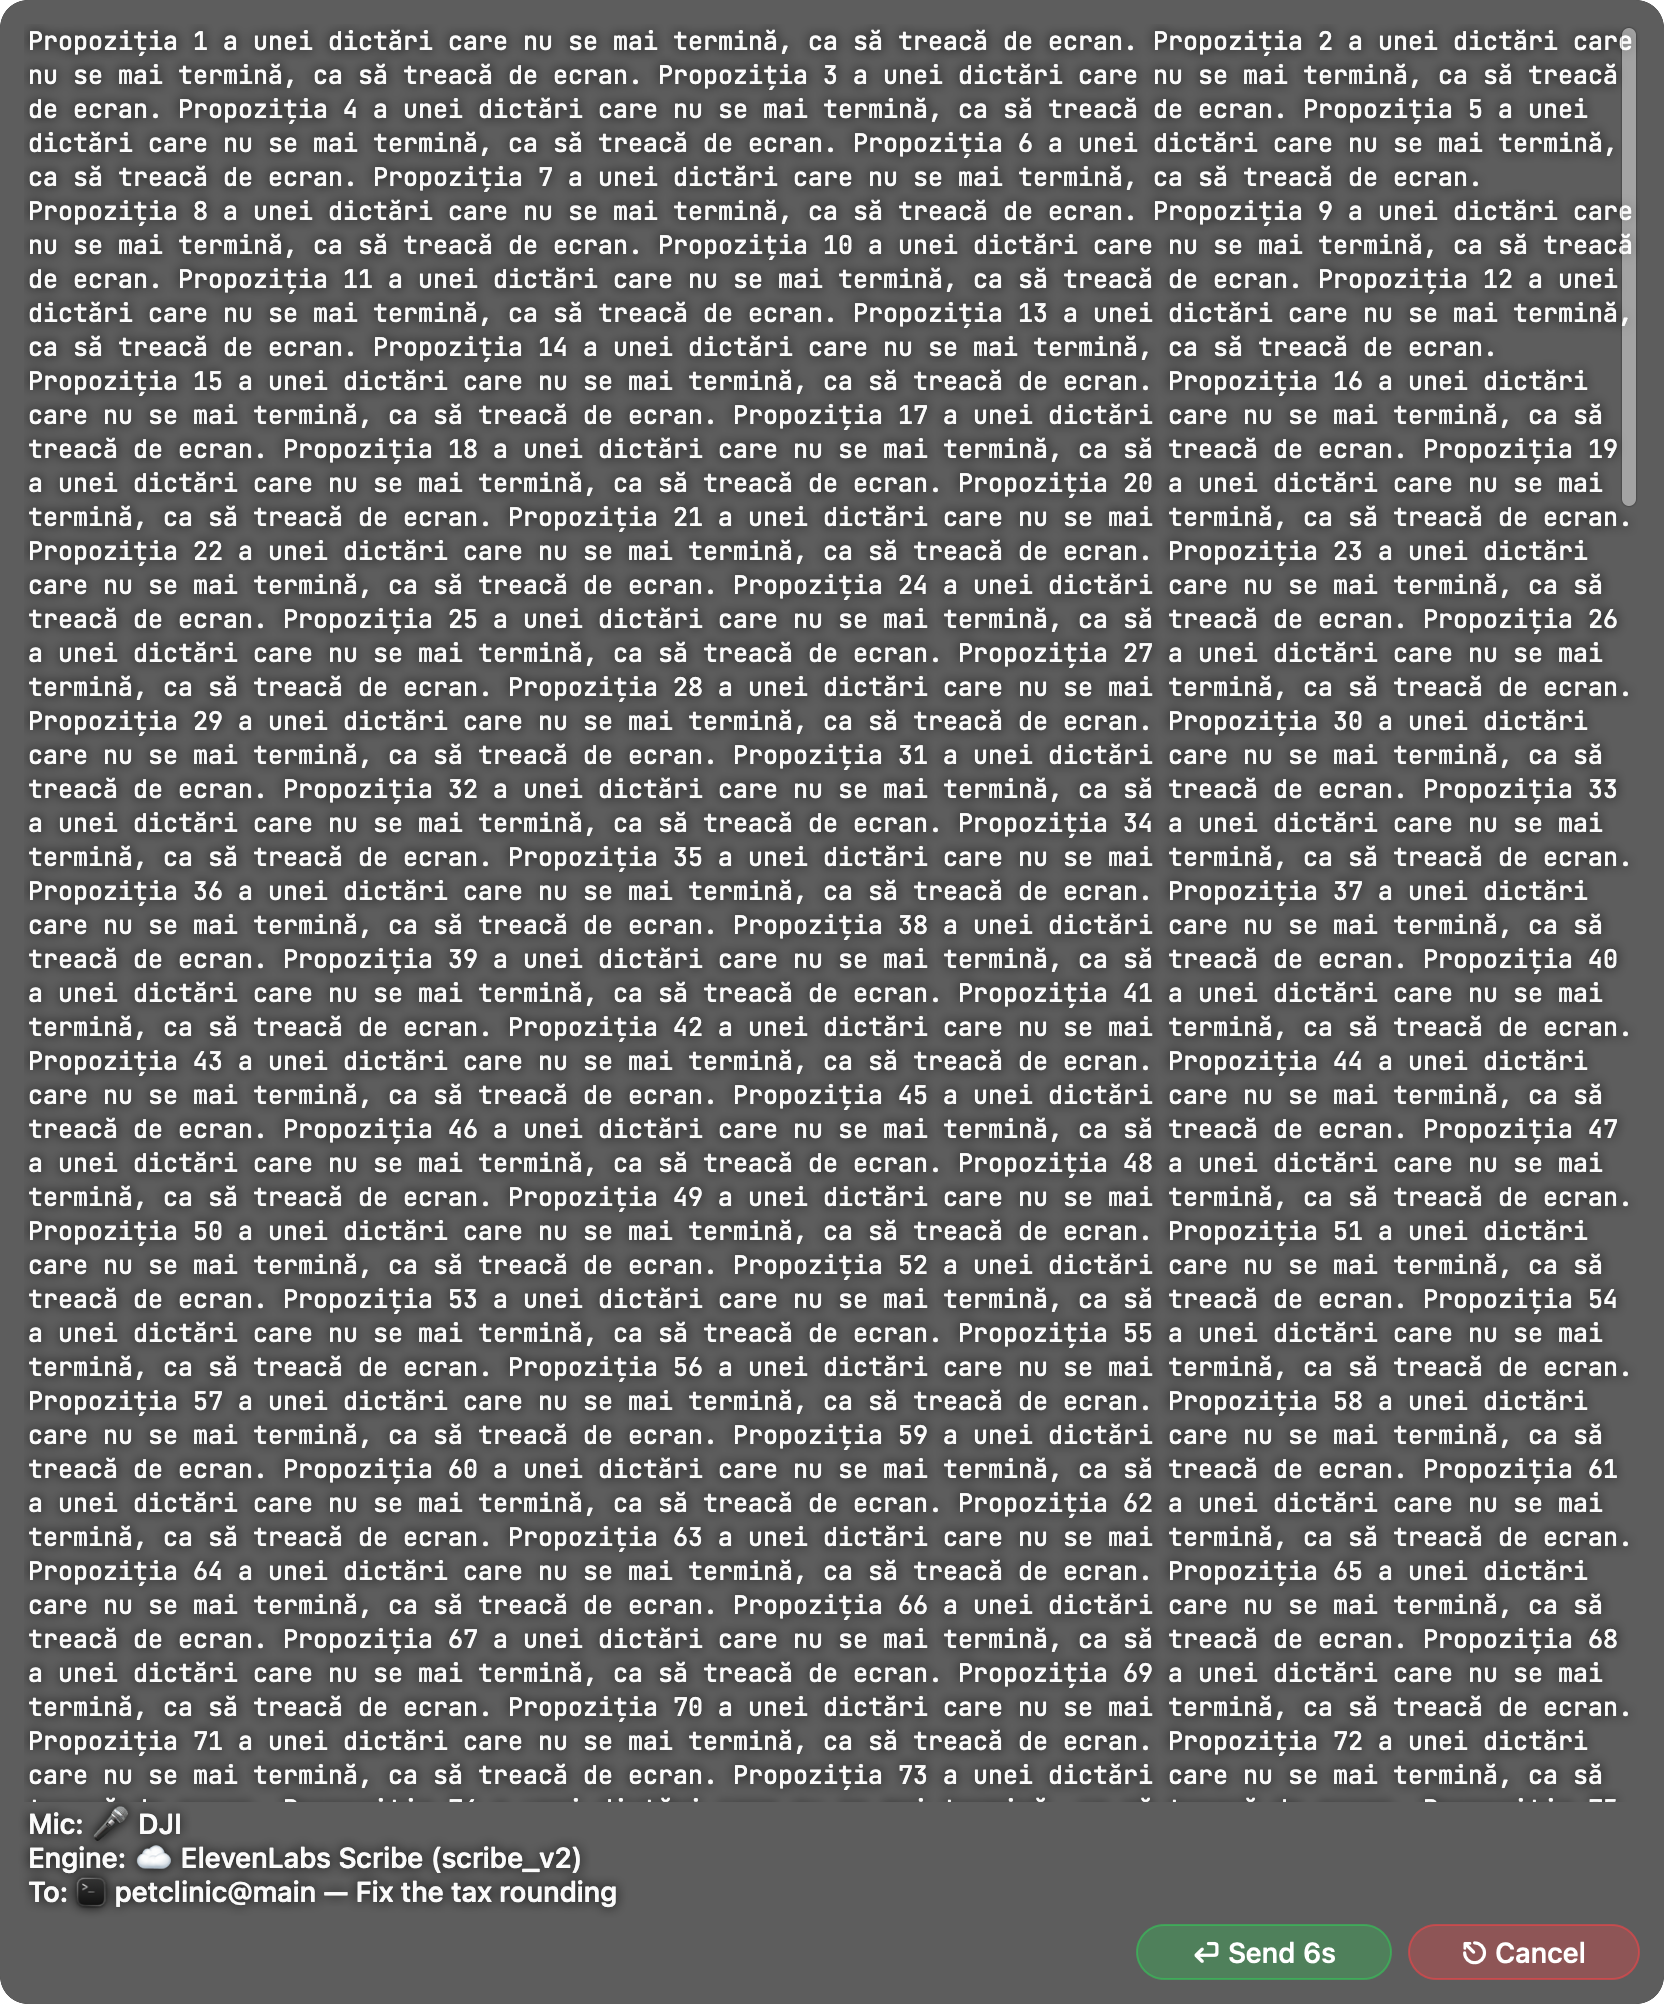 Propoziția 1 a unei dictări care nu se mai termină, ca să treacă de ecran. Propoziția 2 a unei dictări care
nu se mai termină, ca să treacă de ecran. Propoziția 3 a unei dictări care nu se mai termină, ca să treacă
de ecran. Propoziția 4 a unei dictări care nu se mai termină, ca să treacă de ecran. Propoziția 5 a unei
dictări care nu se mai termină, ca să treacă de ecran. Propoziția 6 a unei dictări care nu se mai termină,
ca să treacă de ecran. Propoziția 7 a unei dictări care nu se mai termină, ca să treacă de ecran.
Propoziția 8 a unei dictări care nu se mai termină, ca să treacă de ecran. Propoziția 9 a unei dictări care
nu se mai termină, ca să treacă de ecran. Propoziția 10 a unei dictări care nu se mai termină, ca să treacă
de ecran. Propoziția 11 a unei dictări care nu se mai termină, ca să treacă de ecran. Propoziția 12 a unei
dictări care nu se mai termină, ca să treacă de ecran. Propoziția 13 a unei dictări care nu se mai termină,
ca să treacă de ecran. Propoziția 14 a unei dictări care nu se mai termină, ca să treacă de ecran.
Propoziția 15 a unei dictări care nu se mai termină, ca să treacă de ecran. Propoziția 16 a unei dictări
care nu se mai termină, ca să treacă de ecran. Propoziția 17 a unei dictări care nu se mai termină, ca să
treacă de ecran. Propoziția 18 a unei dictări care nu se mai termină, ca să treacă de ecran. Propoziția 19
a unei dictări care nu se mai termină, ca să treacă de ecran. Propoziția 20 a unei dictări care nu se mai
termină, ca să treacă de ecran. Propoziția 21 a unei dictări care nu se mai termină, ca să treacă de ecran.
Propoziția 22 a unei dictări care nu se mai termină, ca să treacă de ecran. Propoziția 23 a unei dictări
care nu se mai termină, ca să treacă de ecran. Propoziția 24 a unei dictări care nu se mai termină, ca să
treacă de ecran. Propoziția 25 a unei dictări care nu se mai termină, ca să treacă de ecran. Propoziția 26
a unei dictări care nu se mai termină, ca să treacă de ecran. Propoziția 27 a unei dictări care nu se mai
termină, ca să treacă de ecran. Propoziția 28 a unei dictări care nu se mai termină, ca să treacă de ecran.
Propoziția 29 a unei dictări care nu se mai termină, ca să treacă de ecran. Propoziția 30 a unei dictări
care nu se mai termină, ca să treacă de ecran. Propoziția 31 a unei dictări care nu se mai termină, ca să
treacă de ecran. Propoziția 32 a unei dictări care nu se mai termină, ca să treacă de ecran. Propoziția 33
a unei dictări care nu se mai termină, ca să treacă de ecran. Propoziția 34 a unei dictări care nu se mai
termină, ca să treacă de ecran. Propoziția 35 a unei dictări care nu se mai termină, ca să treacă de ecran.
Propoziția 36 a unei dictări care nu se mai termină, ca să treacă de ecran. Propoziția 37 a unei dictări
care nu se mai termină, ca să treacă de ecran. Propoziția 38 a unei dictări care nu se mai termină, ca să
treacă de ecran. Propoziția 39 a unei dictări care nu se mai termină, ca să treacă de ecran. Propoziția 40
a unei dictări care nu se mai termină, ca să treacă de ecran. Propoziția 41 a unei dictări care nu se mai
termină, ca să treacă de ecran. Propoziția 42 a unei dictări care nu se mai termină, ca să treacă de ecran.
Propoziția 43 a unei dictări care nu se mai termină, ca să treacă de ecran. Propoziția 44 a unei dictări
care nu se mai termină, ca să treacă de ecran. Propoziția 45 a unei dictări care nu se mai termină, ca să
treacă de ecran. Propoziția 46 a unei dictări care nu se mai termină, ca să treacă de ecran. Propoziția 47
a unei dictări care nu se mai termină, ca să treacă de ecran. Propoziția 48 a unei dictări care nu se mai
termină, ca să treacă de ecran. Propoziția 49 a unei dictări care nu se mai termină, ca să treacă de ecran.
Propoziția 50 a unei dictări care nu se mai termină, ca să treacă de ecran. Propoziția 51 a unei dictări
care nu se mai termină, ca să treacă de ecran. Propoziția 52 a unei dictări care nu se mai termină, ca să
treacă de ecran. Propoziția 53 a unei dictări care nu se mai termină, ca să treacă de ecran. Propoziția 54
a unei dictări care nu se mai termină, ca să treacă de ecran. Propoziția 55 a unei dictări care nu se mai
termină, ca să treacă de ecran. Propoziția 56 a unei dictări care nu se mai termină, ca să treacă de ecran.
Propoziția 57 a unei dictări care nu se mai termină, ca să treacă de ecran. Propoziția 58 a unei dictări
care nu se mai termină, ca să treacă de ecran. Propoziția 59 a unei dictări care nu se mai termină, ca să
treacă de ecran. Propoziția 60 a unei dictări care nu se mai termină, ca să treacă de ecran. Propoziția 61
a unei dictări care nu se mai termină, ca să treacă de ecran. Propoziția 62 a unei dictări care nu se mai
termină, ca să treacă de ecran. Propoziția 63 a unei dictări care nu se mai termină, ca să treacă de ecran.
Propoziția 64 a unei dictări care nu se mai termină, ca să treacă de ecran. Propoziția 65 a unei dictări
care nu se mai termină, ca să treacă de ecran. Propoziția 66 a unei dictări care nu se mai termină, ca să
treacă de ecran. Propoziția 67 a unei dictări care nu se mai termină, ca să treacă de ecran. Propoziția 68
a unei dictări care nu se mai termină, ca să treacă de ecran. Propoziția 69 a unei dictări care nu se mai
termină, ca să treacă de ecran. Propoziția 70 a unei dictări care nu se mai termină, ca să treacă de ecran.
Propoziția 71 a unei dictări care nu se mai termină, ca să treacă de ecran. Propoziția 72 a unei dictări
care nu se mai termină, ca să treacă de ecran. Propoziția 73 a unei dictări care nu se mai termină, ca să
Mic: 🎤 DJI
Engine: ☁️ ElevenLabs Scribe (scribe_v2)
To: petclinic@main — Fix the tax rounding
Send 6s
Cancel